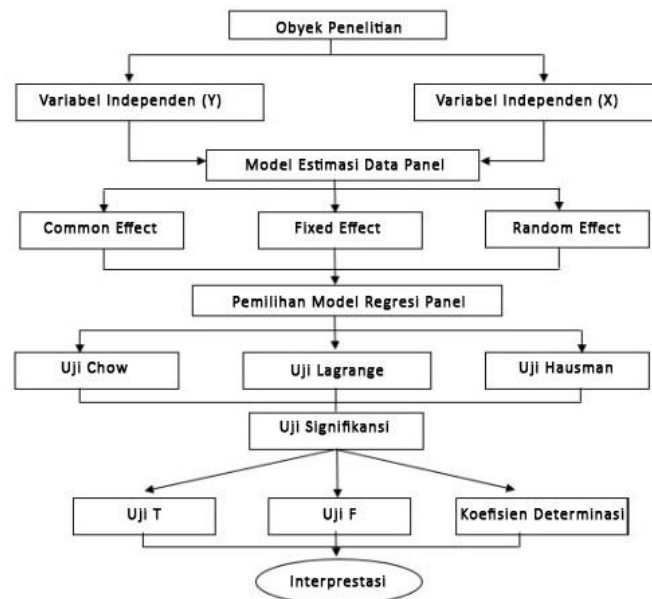 Obyek Penelitian
Variabel Independen (Y)
Variabel Independen (X)
Model Estimasi Data Panel
Common Effect
Fixed Effect
Random Effect
Pemilihan Model Regresi Panel
Uji Chow
Uji Lagrange
Uji Hausman
Uji Signifikansi
Uji T
Uji F
Koefisien Determinasi
Interprestasi